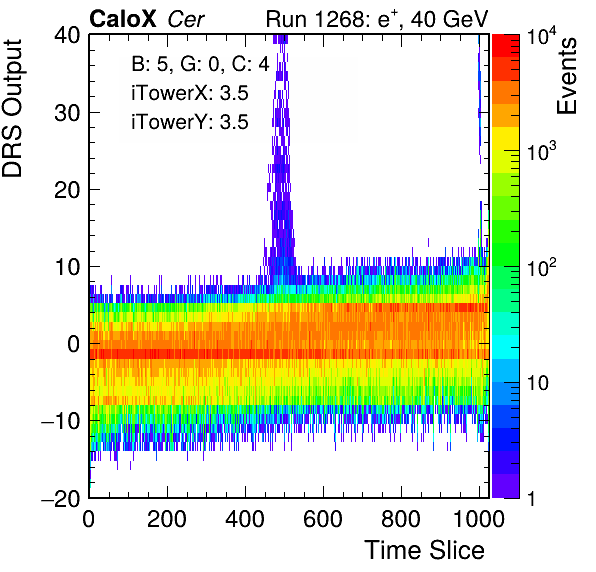 CaloX Cer Run 1268: e+, 40 GeV
B: 5, G: 0, C: 4
iTowerX: 3.5
iTowerY: 3.5
DRS Output
40
30
20
10
0
−10
−20
0 200 400 600 800 1000
Time Slice
Events
10^4
10^3
10^2
10
1